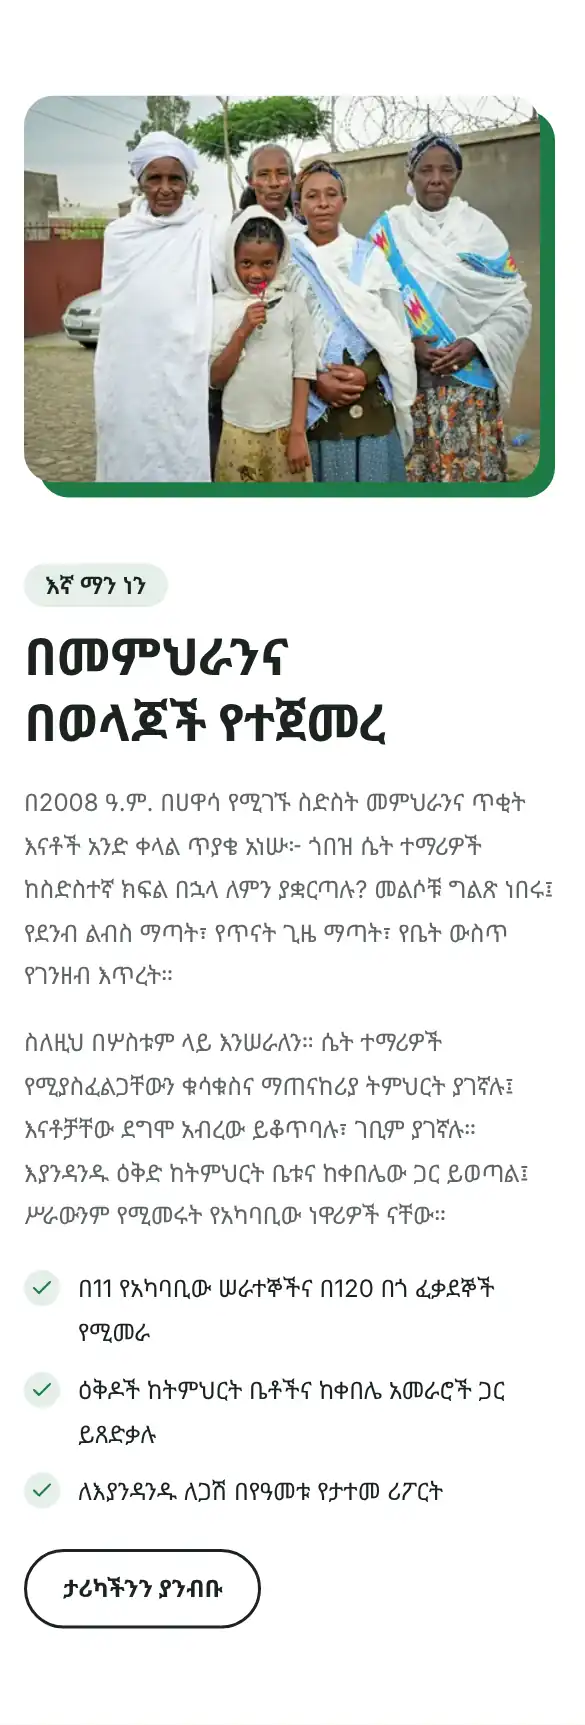 እኛ ማን ነን
በመምህራንና
በወላጆች የተጀመረ
በ2008 ዓ.ም. በሀዋሳ የሚገኙ ስድስት መምህራንና ጥቂት
እናቶች አንድ ቀላል ጥያቄ አነሡ፦ ጎበዝ ሴት ተማሪዎች
ከስድስተኛ ክፍል በኋላ ለምን ያቋርጣሉ? መልሶቹ ግልጽ ነበሩ፤
የደንብ ልብስ ማጣት፣ የጥናት ጊዜ ማጣት፣ የቤት ውስጥ
የገንዘብ እጥረት።
ስለዚህ በሦስቱም ላይ እንሠራለን። ሴት ተማሪዎች
የሚያስፈልጋቸውን ቁሳቁስና ማጠናከሪያ ትምህርት ያገኛሉ፤
እናቶቻቸው ደግሞ አብረው ይቆጥባሉ፣ ገቢም ያገኛሉ።
እያንዳንዱ ዕቅድ ከትምህርት ቤቱና ከቀበሌው ጋር ይወጣል፤
ሥራውንም የሚመሩት የአካባቢው ነዋሪዎች ናቸው።
በ11 የአካባቢው ሠራተኞችና በ120 በጎ ፈቃደኞች
የሚመራ
ዕቅዶች ከትምህርት ቤቶችና ከቀበሌ አመራሮች ጋር
ይጸድቃሉ
ለእያንዳንዱ ለጋሽ በየዓመቱ የታተመ ሪፖርት
ታሪካችንን ያንብቡ